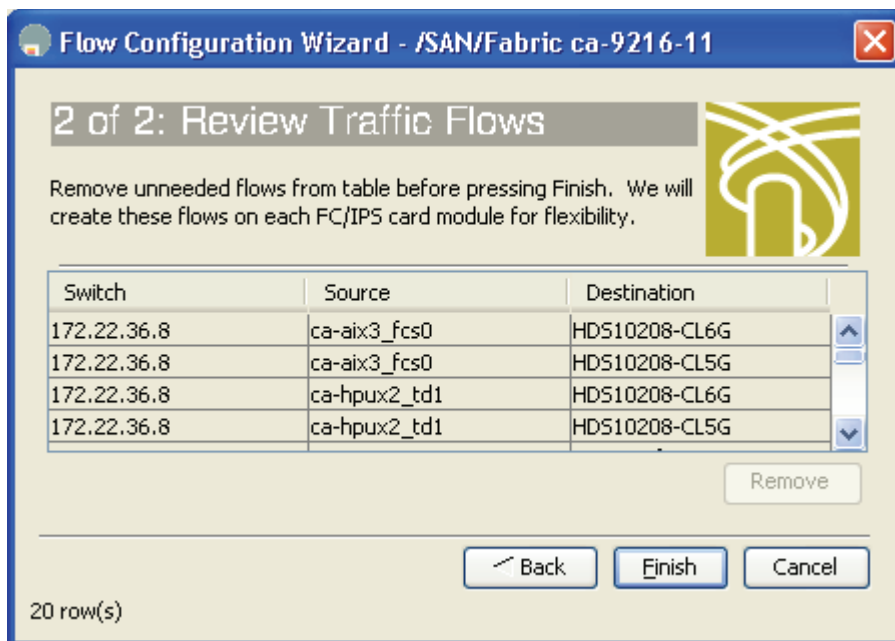 Flow Configuration Wizard - /SAN/Fabric ca-9216-11
2 of 2: Review Traffic Flows
Remove unneeded flows from table before pressing Finish. We will
create these flows on each FC/IPS card module for flexibility.
Switch Source Destination
172.22.36.8 ca-aix3_fcs0 HDS10208-CL6G
172.22.36.8 ca-aix3_fcs0 HDS10208-CL5G
172.22.36.8 ca-hpux2_td1 HDS10208-CL6G
172.22.36.8 ca-hpux2_td1 HDS10208-CL5G
Remove
Back Finish Cancel
20 row(s)